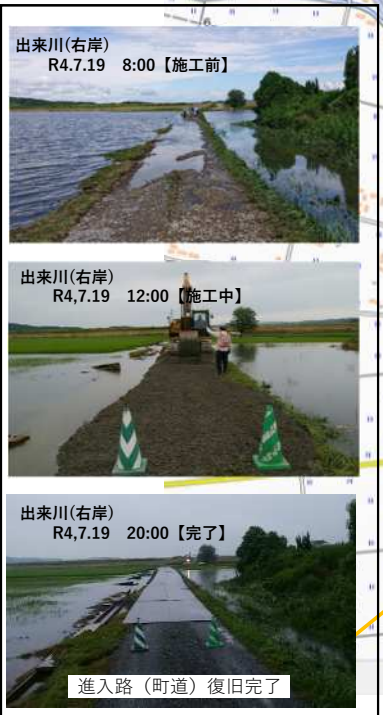 6
出来川(右岸)
R4.7.19 8:00【施工前】
出来川(右岸)
R4,7.19 12:00【施工中】
出来川(右岸)
R4,7.19 20:00【完了】
進入路（町道）復旧完了